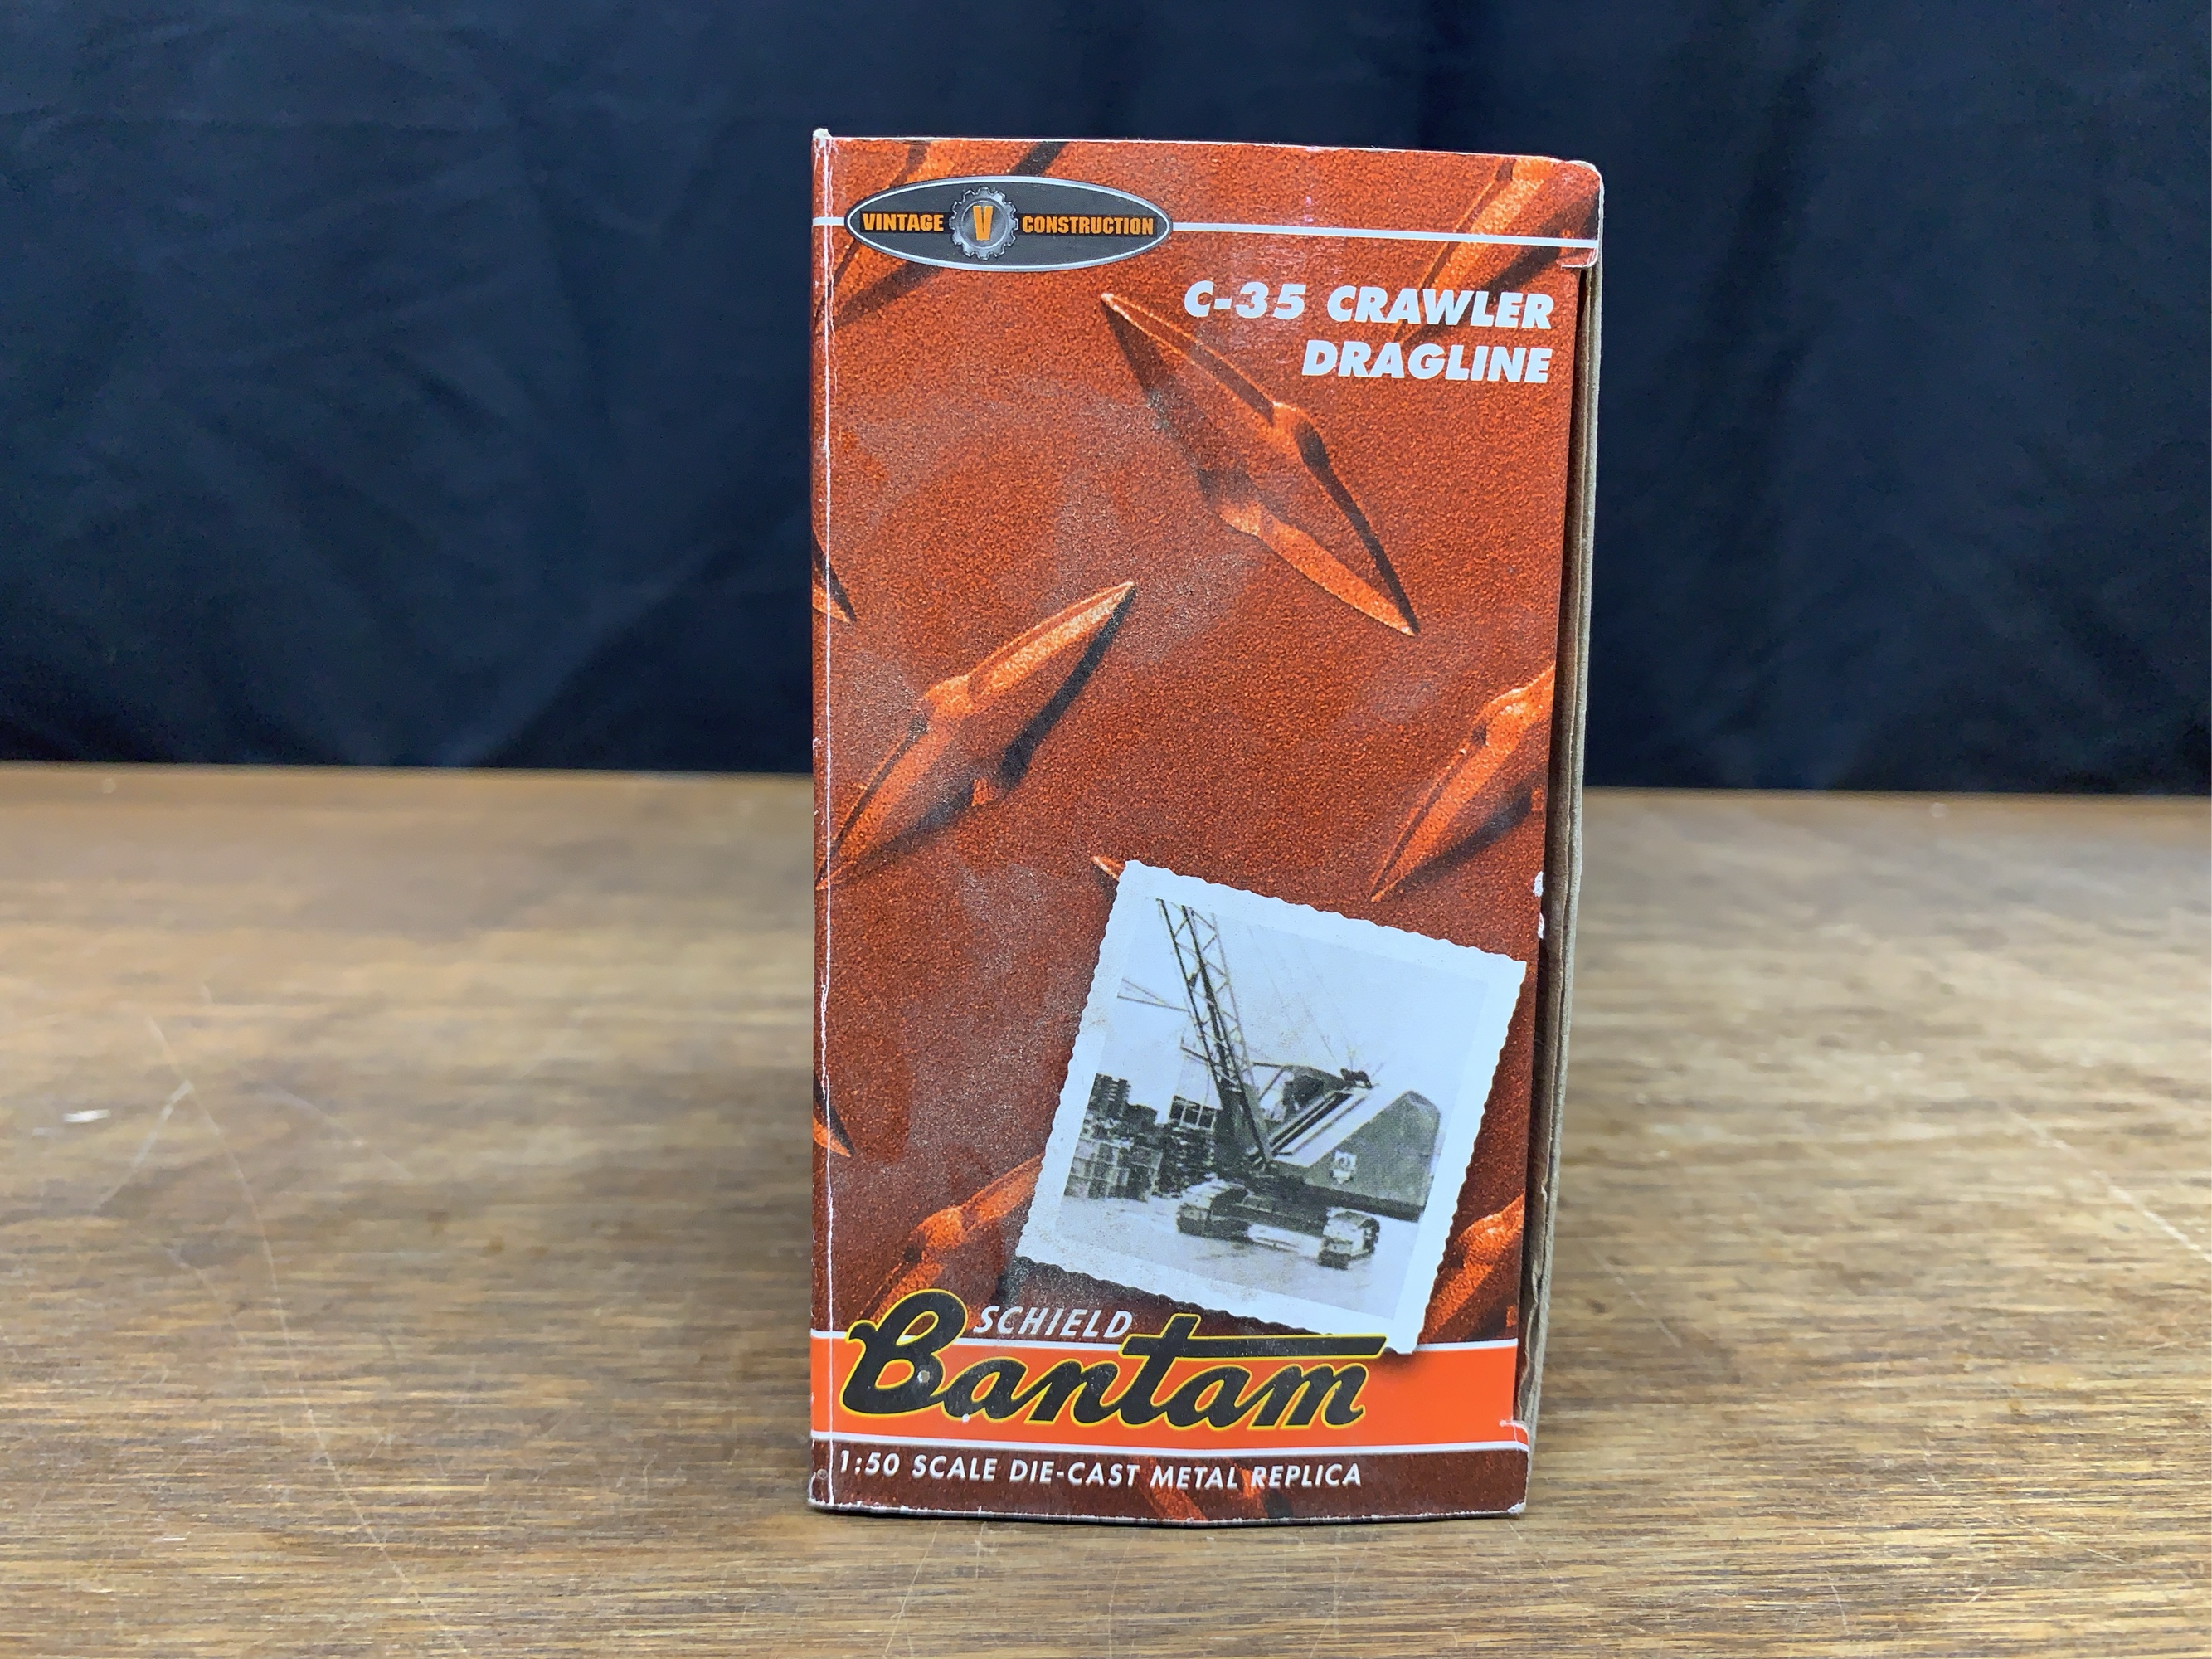 VINTAGE V CONSTRUCTION
C-35 CRAWLER
DRAGLINE
SCHIELD
Bantam
1:50 SCALE DIE-CAST METAL REPLICA